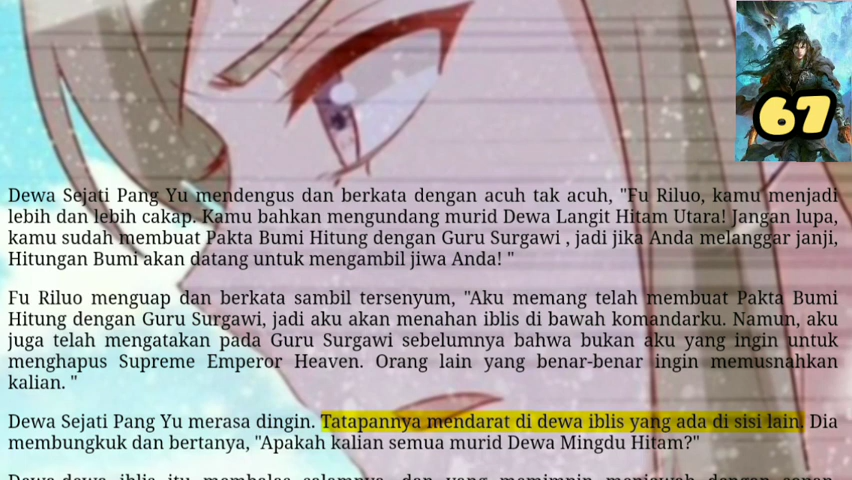 67
Dewa Sejati Pang Yu mendengus dan berkata dengan acuh tak acuh, "Fu Riluo, kamu menjadi
lebih dan lebih cakap. Kamu bahkan mengundang murid Dewa Langit Hitam Utara! Jangan lupa,
kamu sudah membuat Pakta Bumi Hitung dengan Guru Surgawi , jadi jika Anda melanggar janji,
Hitungan Bumi akan datang untuk mengambil jiwa Anda! "
Fu Riluo menguap dan berkata sambil tersenyum, "Aku memang telah membuat Pakta Bumi
Hitung dengan Guru Surgawi, jadi aku akan menahan iblis di bawah komandarku. Namun, aku
juga telah mengatakan pada Guru Surgawi sebelumnya bahwa bukan aku yang ingin untuk
menghapus Supreme Emperor Heaven. Orang lain yang benar-benar ingin memusnahkan
kalian. "
Dewa Sejati Pang Yu merasa dingin. Tatapannya mendarat di dewa iblis yang ada di sisi lain. Dia
membungkuk dan bertanya, "Apakah kalian semua murid Dewa Mingdu Hitam?"